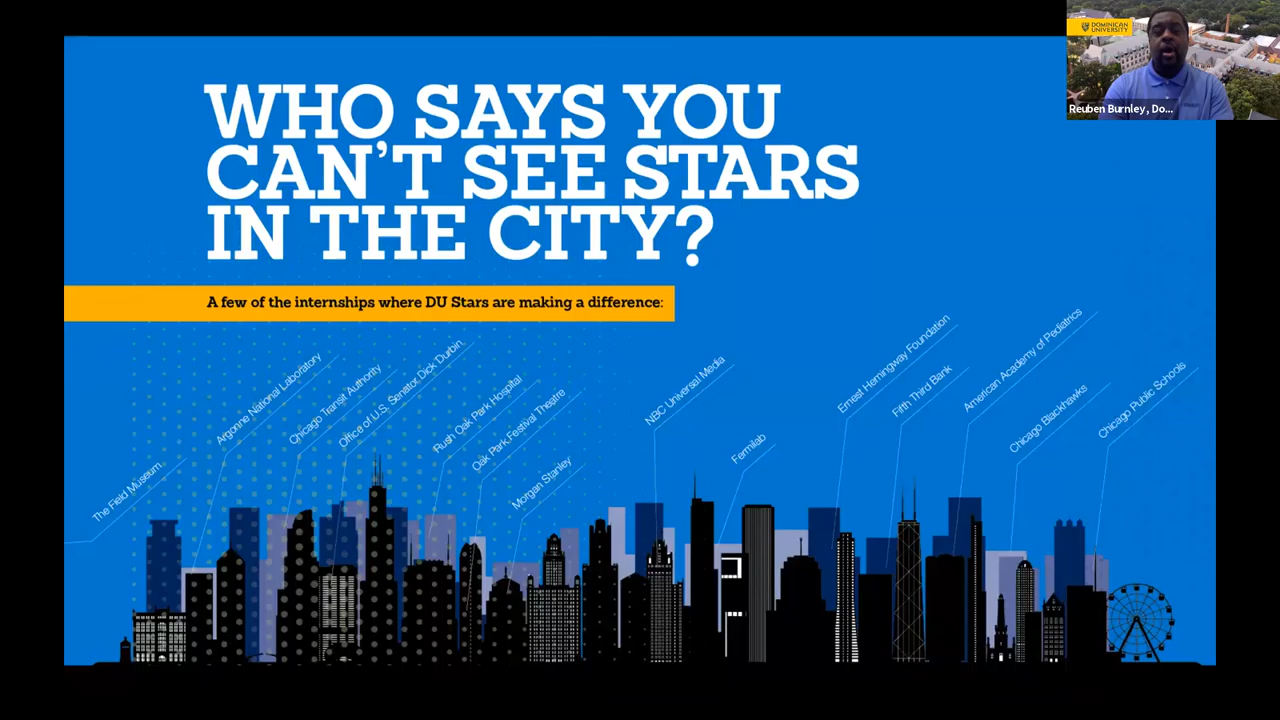 WHO SAYS YOU
CAN'T SEE STARS
IN THE CITY?
A few of the internships where DU Stars are making a difference:
The Field Museum
Argonne National Laboratory
Chicago Transit Authority
Office of U.S. Senator Dick Durbin
Rush Oak Park Hospital
Oak Park Festival Theatre
Morgan Stanley
NBC Universal Media
Fermilab
Ernest Hemingway Foundation
Fifth Third Bank
American Academy of Pediatrics
Chicago Blackhawks
Chicago Public Schools
DOMINICAN
UNIVERSITY
Reuben Burnley, Do...